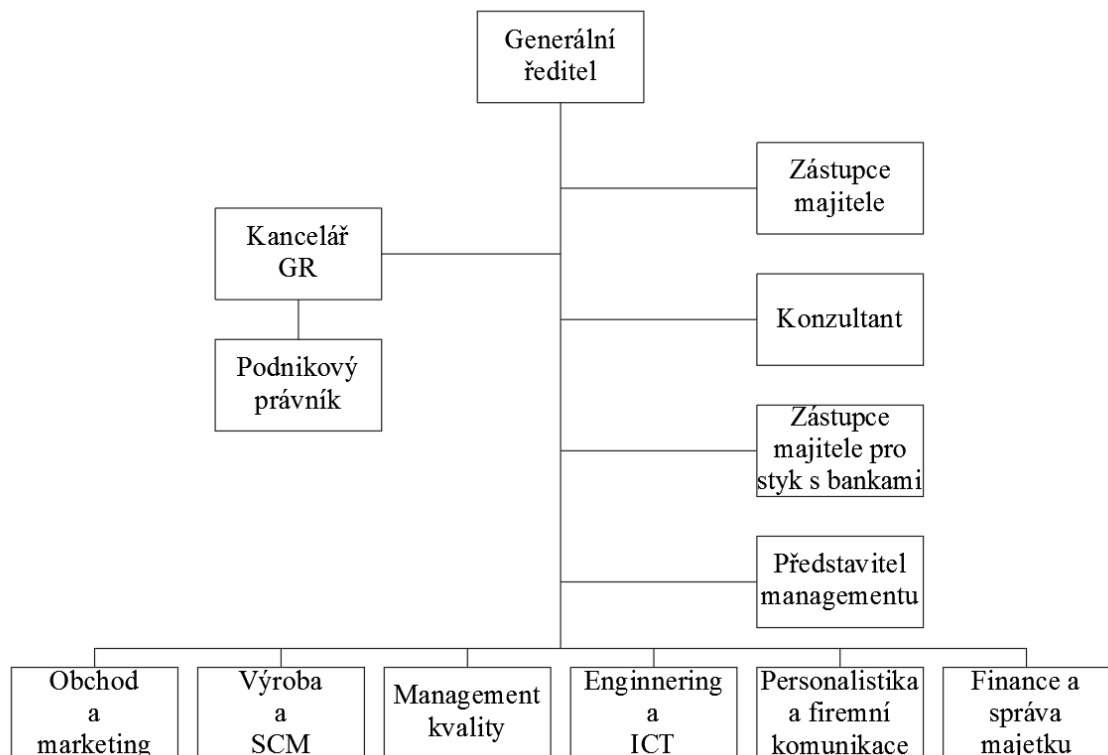 Generální
ředitel
Zástupce
majitele
Kancelář
GR
Konzultant
Podnikový
právník
Zástupce
majitele pro
styk s bankami
Představitel
managementu
Obchod
a
marketing
Výroba
a
SCM
Management
kvality
Enginnering
a
ICT
Personalistika
a firemní
komunikace
Finance a
správa
majetku